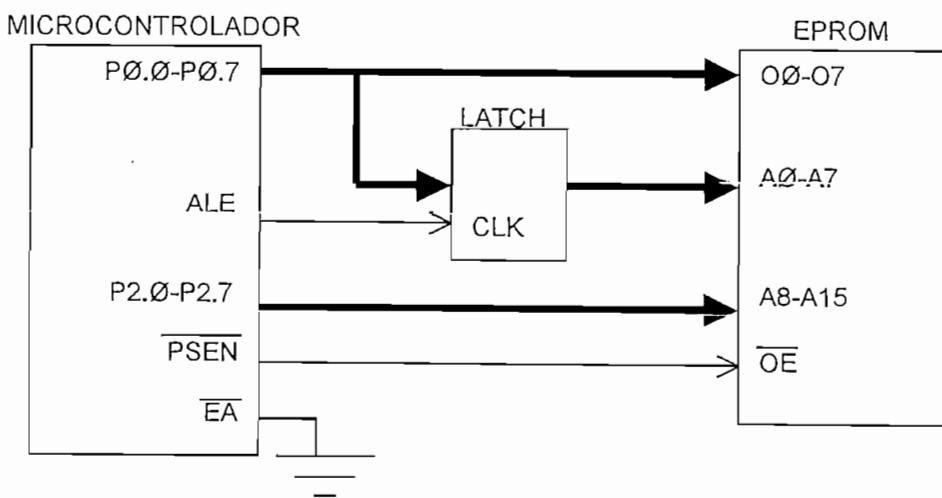 MICROCONTROLADOR
PØ.Ø-PØ.7
ALE
P2.Ø-P2.7
PSEN
EA
LATCH
CLK
EPROM
OØ-O7
AØ-A7
A8-A15
OE